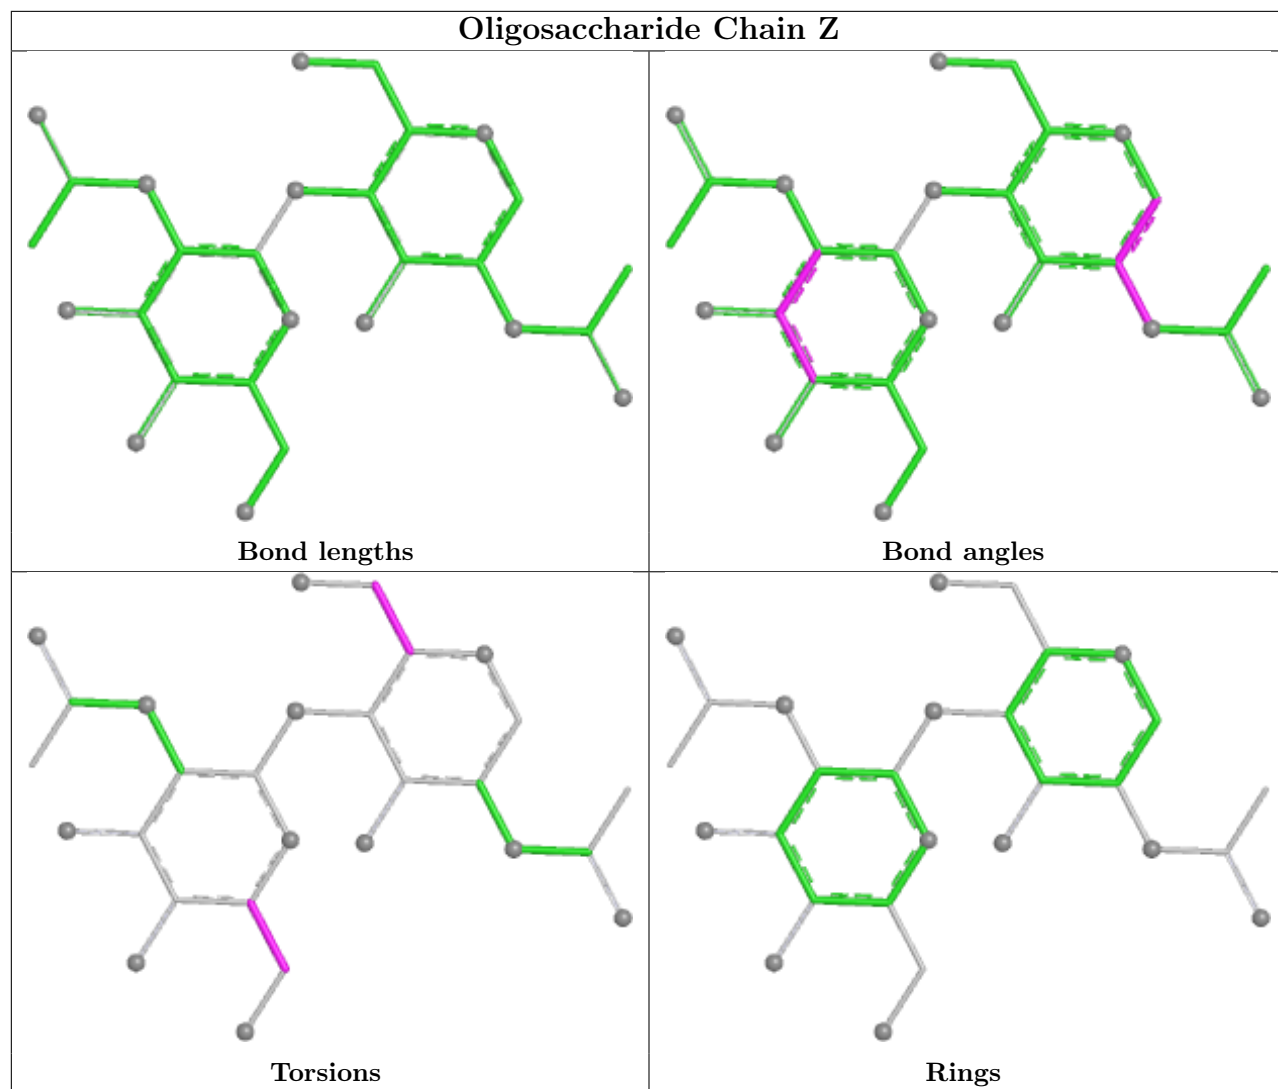 Oligosaccharide Chain Z
Bond lengths
Bond angles
Torsions
Rings